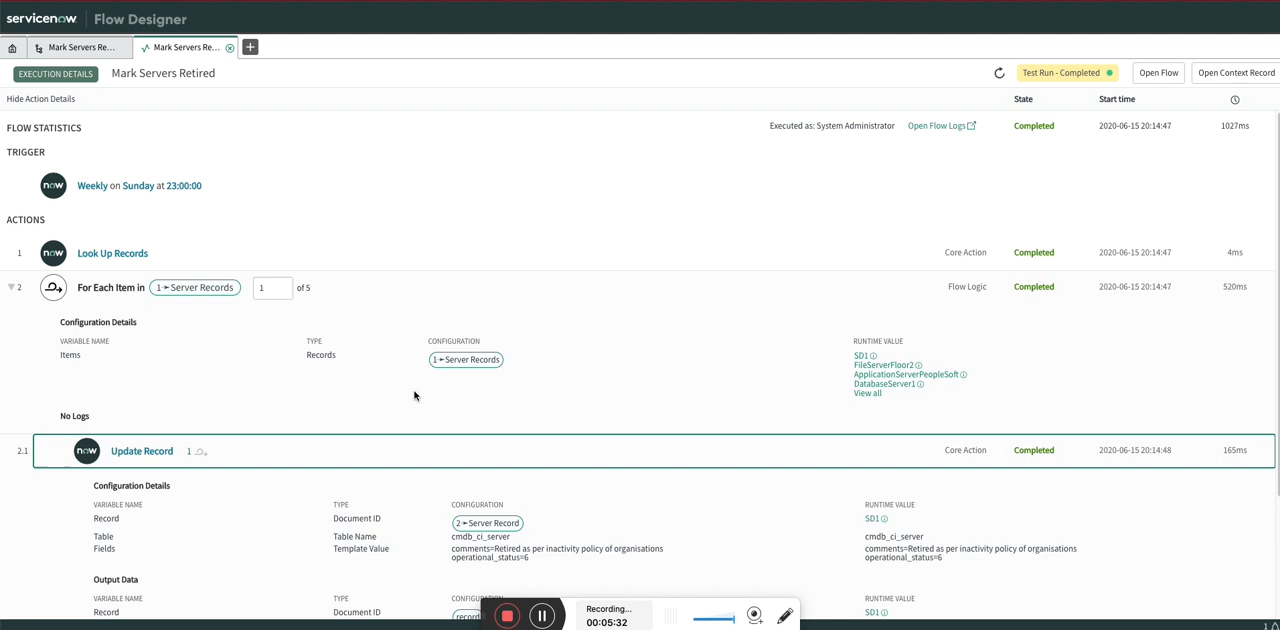 servicenow Flow Designer
Mark Servers Re... Mark Servers Re...
EXECUTION DETAILS Mark Servers Retired Test Run - Completed Open Flow Open Context Record
Hide Action Details State Start time
FLOW STATISTICS Executed as: System Administrator Open Flow Logs Completed 2020-06-15 20:14:47 1027ms
TRIGGER
now Weekly on Sunday at 23:00:00
ACTIONS
1 now Look Up Records Core Action Completed 2020-06-15 20:14:47 4ms
2 For Each Item in 1 Server Records 1 of 5 Flow Logic Completed 2020-06-15 20:14:47 520ms
Configuration Details
VARIABLE NAME TYPE CONFIGURATION RUNTIME VALUE
Items Records 1 Server Records SD1
FileServerFloor2
ApplicationServerPeopleSoft
DatabaseServer1
View all
No Logs
2.1 now Update Record 1 Core Action Completed 2020-06-15 20:14:48 165ms
Configuration Details
VARIABLE NAME TYPE CONFIGURATION RUNTIME VALUE
Record Document ID 2 Server Record SD1
Table Table Name cmdb_ci_server cmdb_ci_server
Fields Template Value comments=Retired as per inactivity policy of organisations comments=Retired as per inactivity policy of organisations
operational_status=6 operational_status=6
Output Data
VARIABLE NAME TYPE CONFIGU RUNTIME VALUE
Record Document ID record SD1
Recording...
00:05:32
1